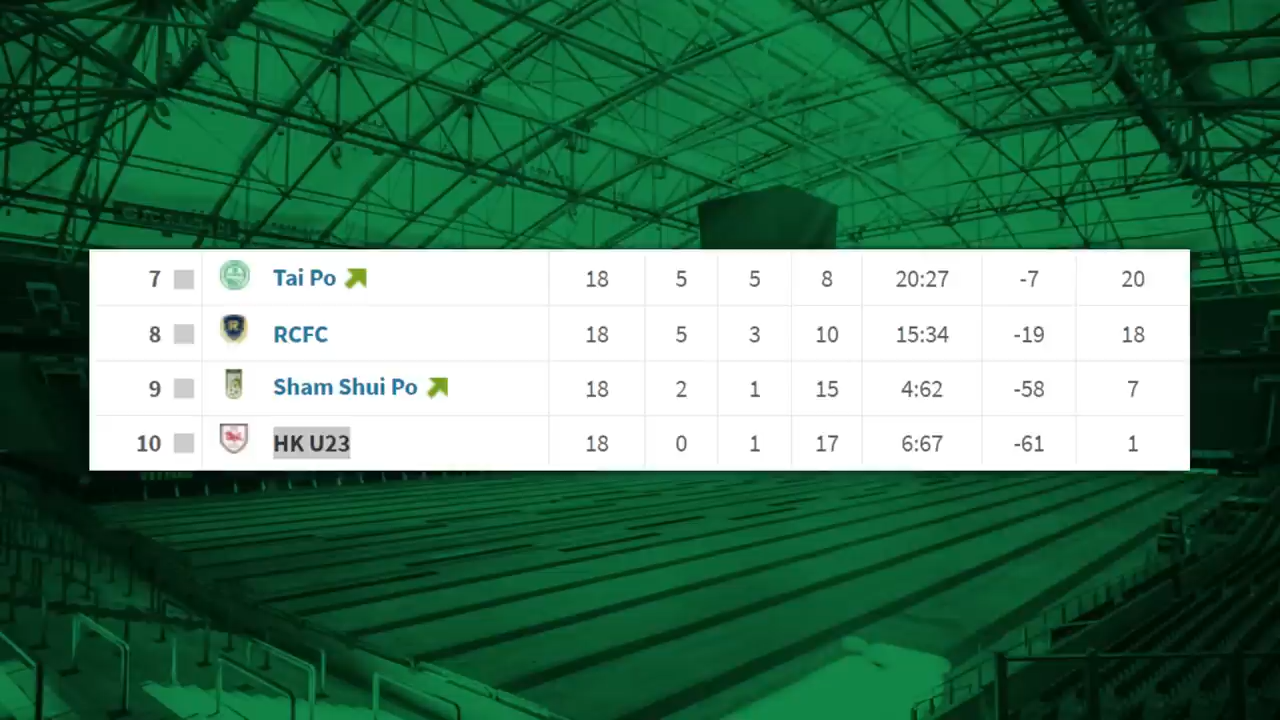 7 Tai Po 18 5 5 8 20:27 -7 20
8 RCFC 18 5 3 10 15:34 -19 18
9 Sham Shui Po 18 2 1 15 4:62 -58 7
10 HK U23 18 0 1 17 6:67 -61 1